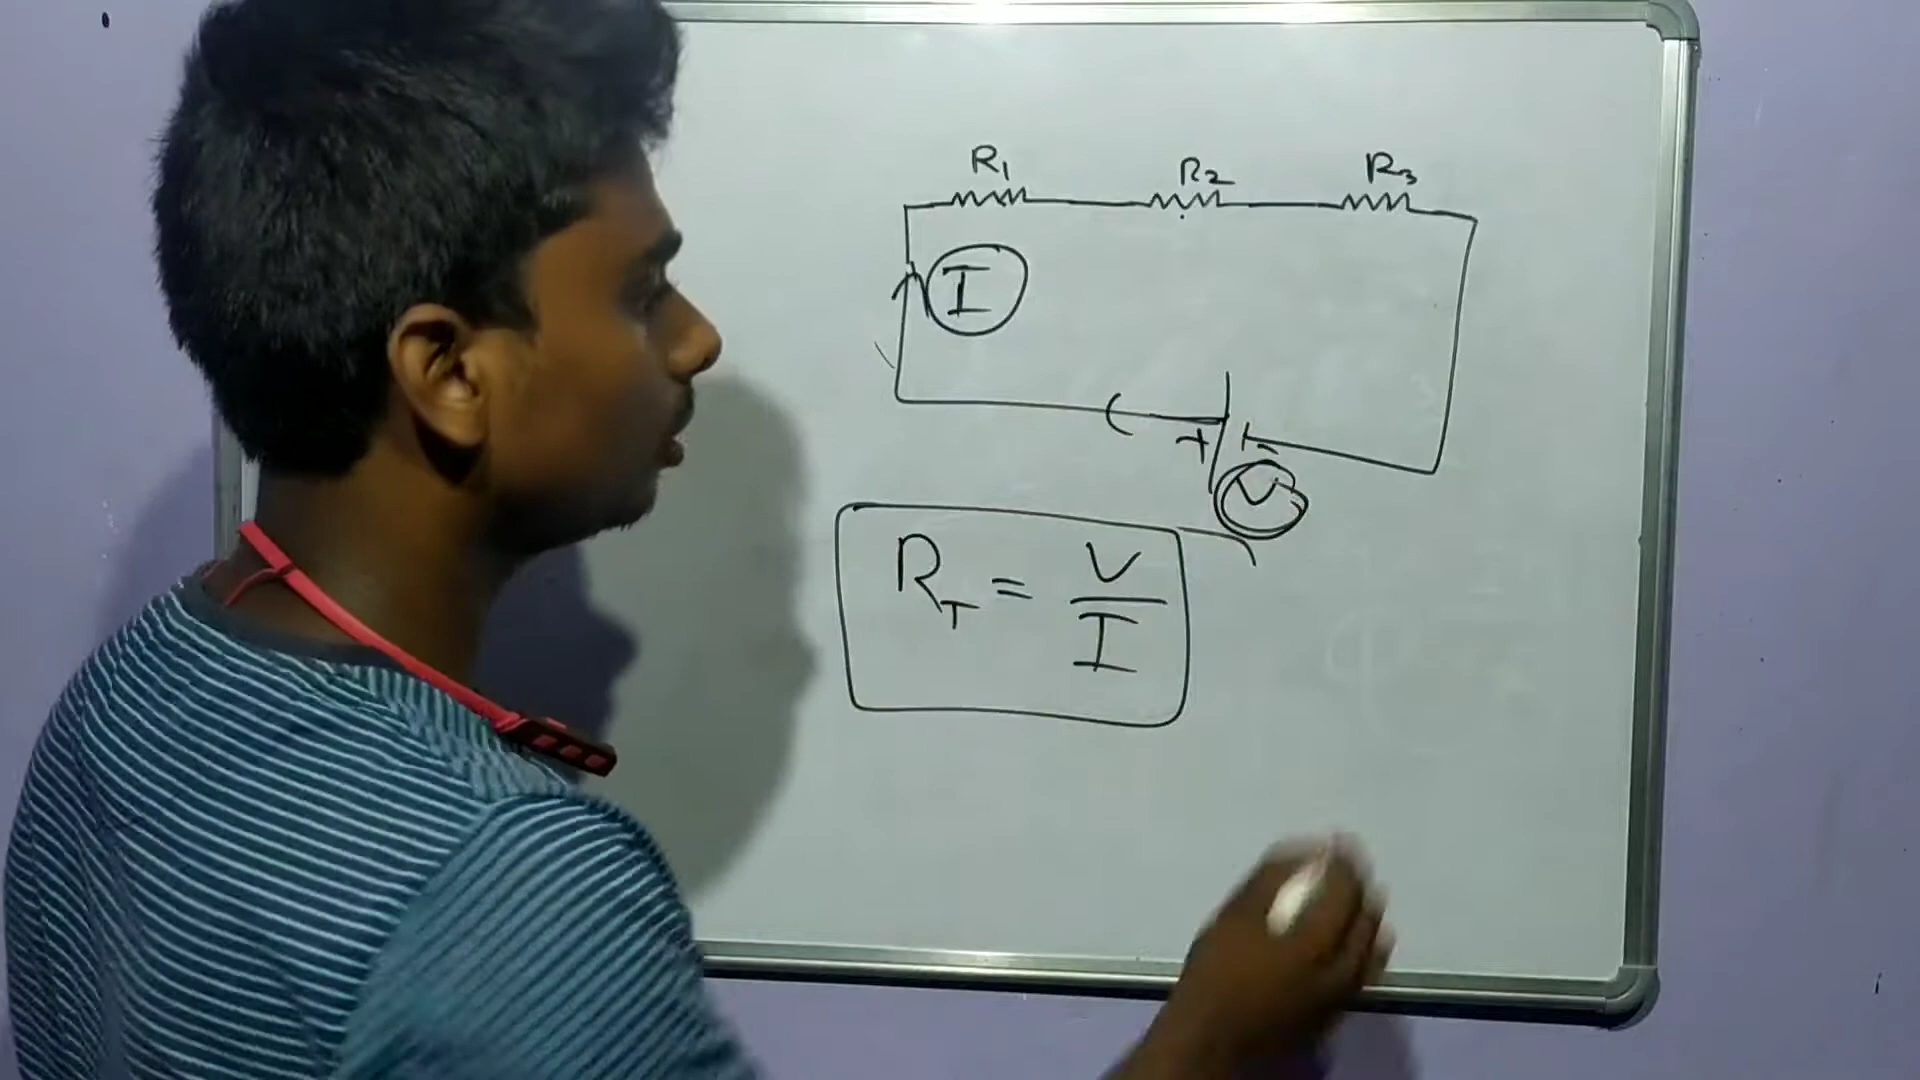 R₁ R₂ R₃
I
+ -
V
R_T = V/I